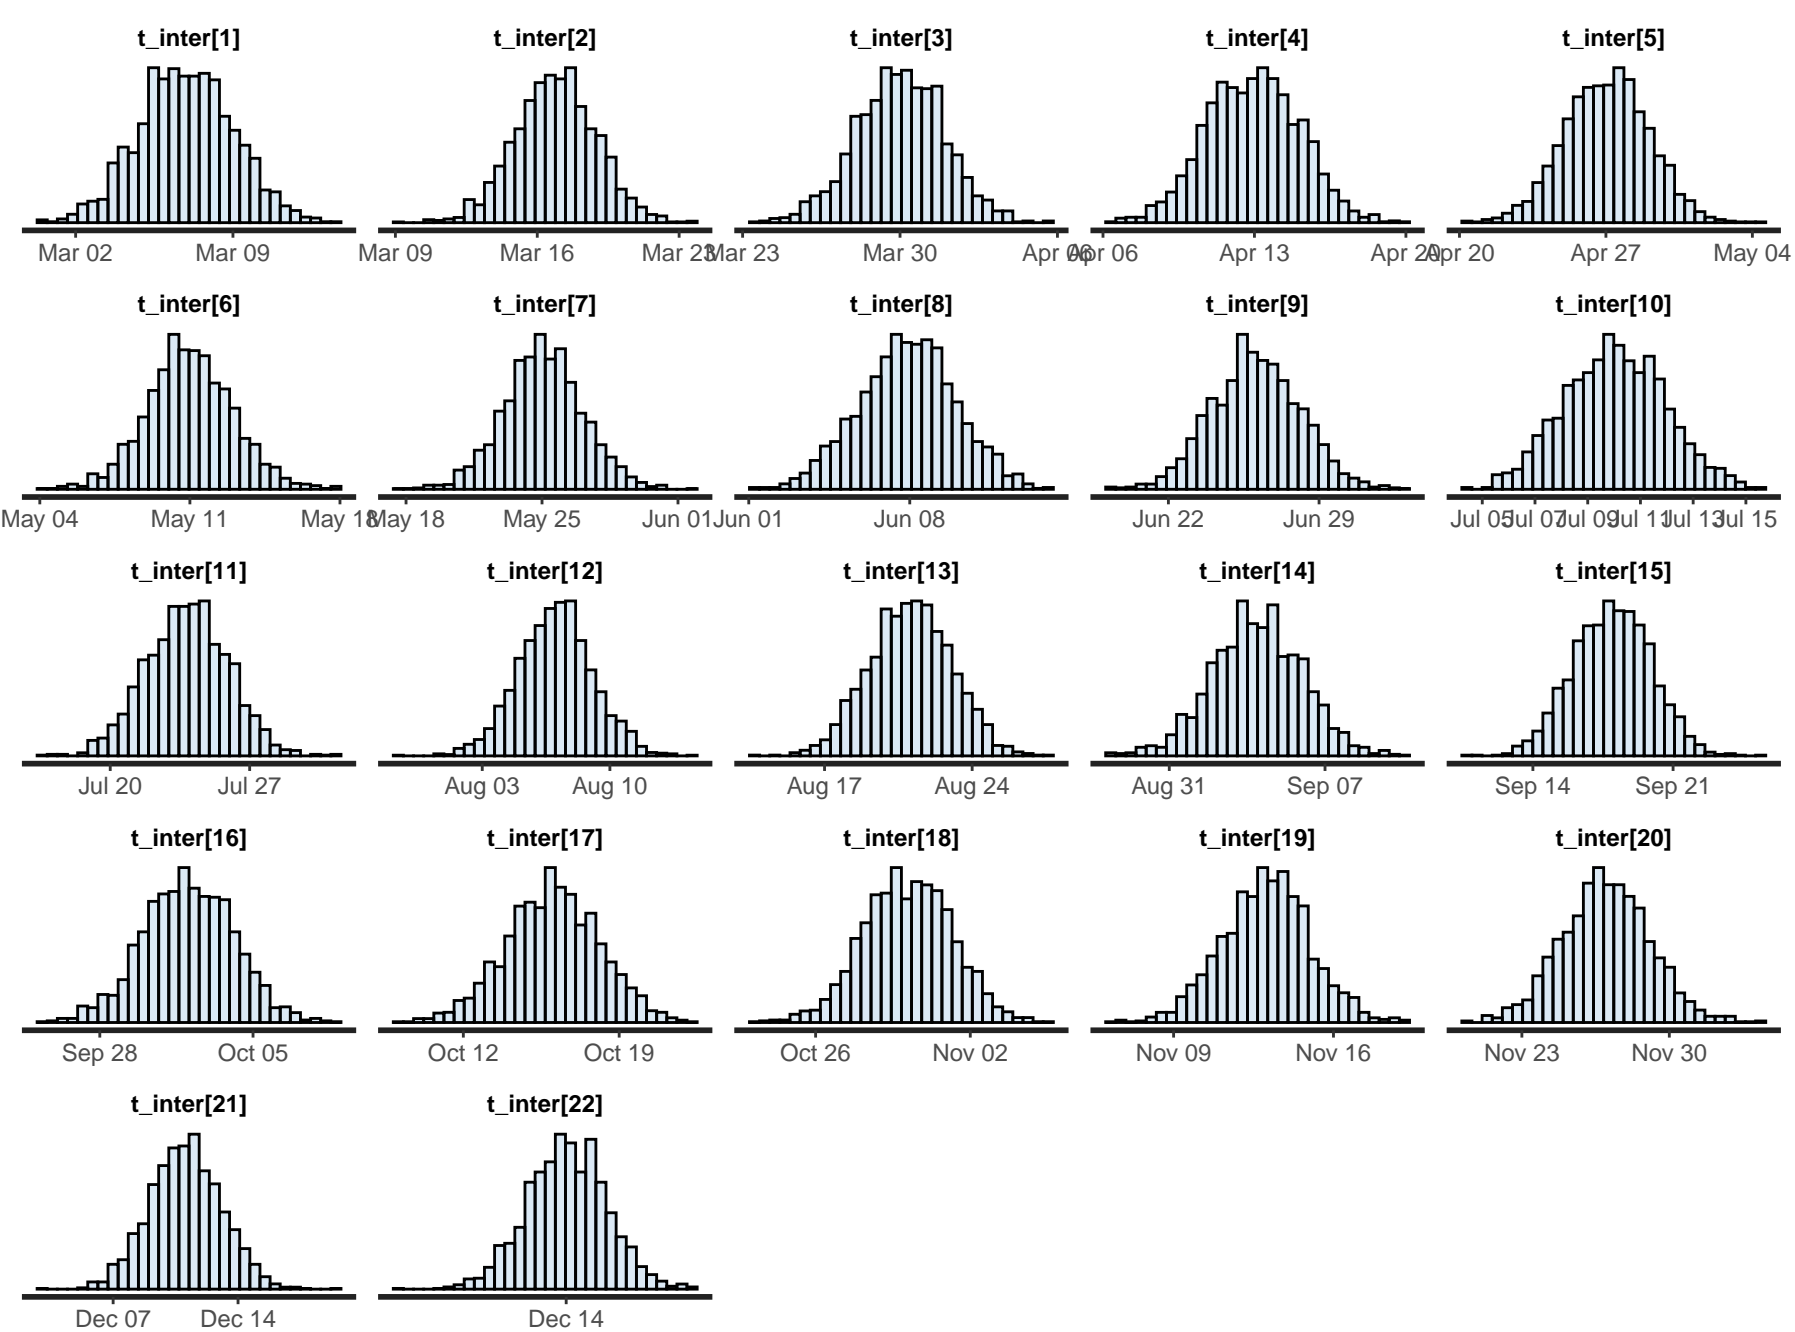 t_inter[1] t_inter[2] t_inter[3] t_inter[4] t_inter[5]
Mar 02 Mar 09 Mar 09 Mar 16 Mar 23 Mar 23 Mar 30 Apr 06 Apr 06 Apr 13 Apr 20 Apr 20 Apr 27 May 04
t_inter[6] t_inter[7] t_inter[8] t_inter[9] t_inter[10]
May 04 May 11 May 18 May 18 May 25 Jun 01 Jun 01 Jun 08 Jun 22 Jun 29 Jul 05 Jul 07 Jul 09 Jul 11 Jul 13 Jul 15
t_inter[11] t_inter[12] t_inter[13] t_inter[14] t_inter[15]
Jul 20 Jul 27 Aug 03 Aug 10 Aug 17 Aug 24 Aug 31 Sep 07 Sep 14 Sep 21
t_inter[16] t_inter[17] t_inter[18] t_inter[19] t_inter[20]
Sep 28 Oct 05 Oct 12 Oct 19 Oct 26 Nov 02 Nov 09 Nov 16 Nov 23 Nov 30
t_inter[21] t_inter[22]
Dec 07 Dec 14 Dec 14